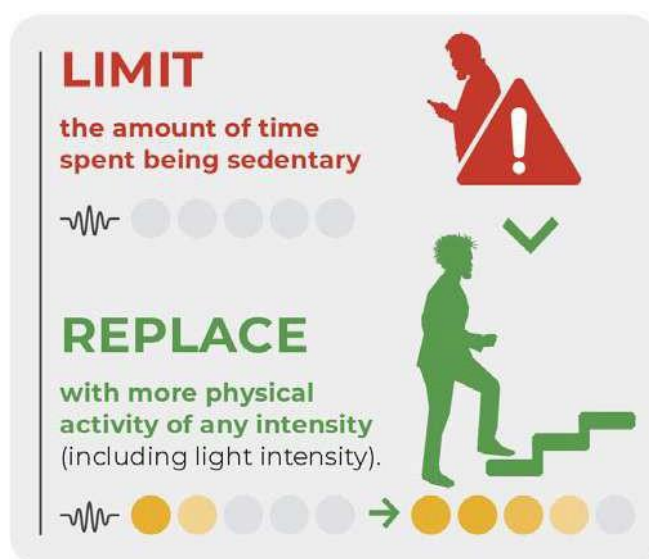 LIMIT
the amount of time
spent being sedentary
!
REPLACE
with more physical
activity of any intensity
(including light intensity).